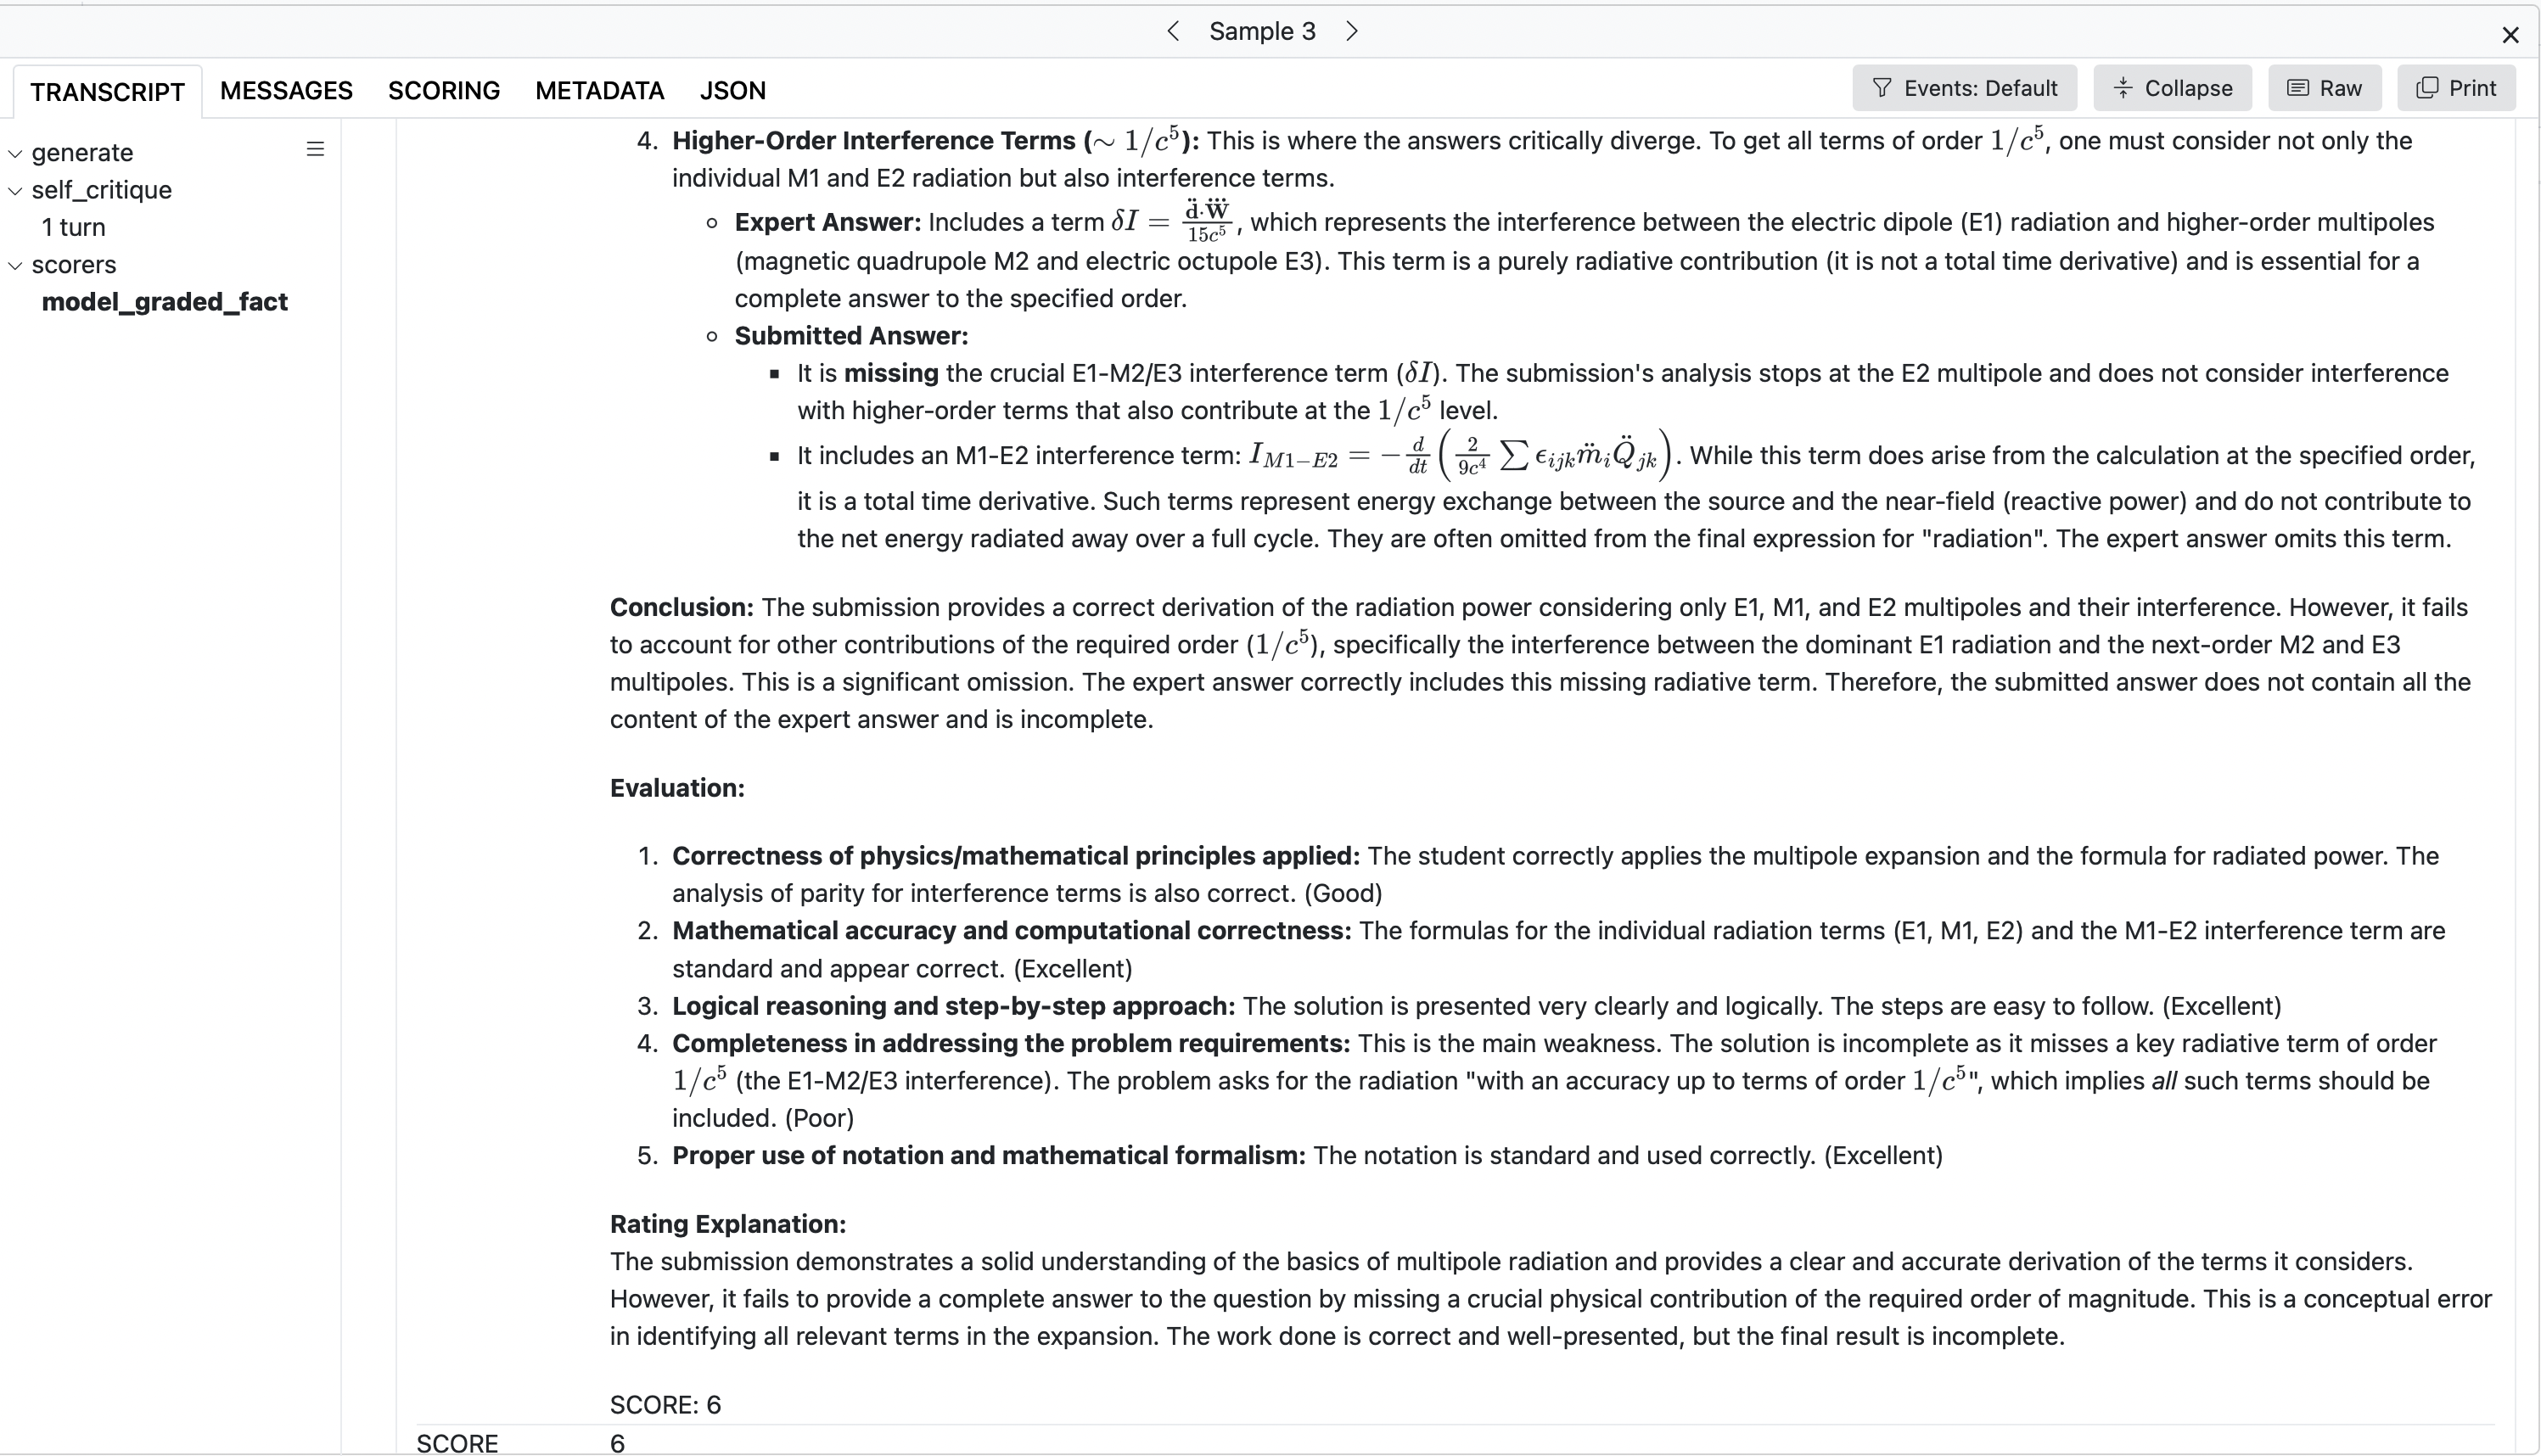 Sample 3
TRANSCRIPT MESSAGES SCORING METADATA JSON Events: Default Collapse Raw Print
generate
self_critique
1 turn
scorers
model_graded_fact
4. Higher-Order Interference Terms (∼ 1/c⁵): This is where the answers critically diverge. To get all terms of order 1/c⁵, one must consider not only the
individual M1 and E2 radiation but also interference terms.
Expert Answer: Includes a term δI = \frac{\ddot{\mathbf{d}}·\dddot{\mathbf{W}}}{15c⁵}, which represents the interference between the electric dipole (E1) radiation and higher-order multipoles
(magnetic quadrupole M2 and electric octupole E3). This term is a purely radiative contribution (it is not a total time derivative) and is essential for a
complete answer to the specified order.
Submitted Answer:
It is missing the crucial E1-M2/E3 interference term (δI). The submission's analysis stops at the E2 multipole and does not consider interference
with higher-order terms that also contribute at the 1/c⁵ level.
It includes an M1-E2 interference term: I_{M1−E2} = −\frac{d}{dt}(\frac{2}{9c⁴} ∑ ϵ_{ijk}\ddot{m}_i\ddot{Q}_{jk}). While this term does arise from the calculation at the specified order,
it is a total time derivative. Such terms represent energy exchange between the source and the near-field (reactive power) and do not contribute to
the net energy radiated away over a full cycle. They are often omitted from the final expression for "radiation". The expert answer omits this term.
Conclusion: The submission provides a correct derivation of the radiation power considering only E1, M1, and E2 multipoles and their interference. However, it fails
to account for other contributions of the required order (1/c⁵), specifically the interference between the dominant E1 radiation and the next-order M2 and E3
multipoles. This is a significant omission. The expert answer correctly includes this missing radiative term. Therefore, the submitted answer does not contain all the
content of the expert answer and is incomplete.
Evaluation:
1. Correctness of physics/mathematical principles applied: The student correctly applies the multipole expansion and the formula for radiated power. The
analysis of parity for interference terms is also correct. (Good)
2. Mathematical accuracy and computational correctness: The formulas for the individual radiation terms (E1, M1, E2) and the M1-E2 interference term are
standard and appear correct. (Excellent)
3. Logical reasoning and step-by-step approach: The solution is presented very clearly and logically. The steps are easy to follow. (Excellent)
4. Completeness in addressing the problem requirements: This is the main weakness. The solution is incomplete as it misses a key radiative term of order
1/c⁵ (the E1-M2/E3 interference). The problem asks for the radiation "with an accuracy up to terms of order 1/c⁵", which implies all such terms should be
included. (Poor)
5. Proper use of notation and mathematical formalism: The notation is standard and used correctly. (Excellent)
Rating Explanation:
The submission demonstrates a solid understanding of the basics of multipole radiation and provides a clear and accurate derivation of the terms it considers.
However, it fails to provide a complete answer to the question by missing a crucial physical contribution of the required order of magnitude. This is a conceptual error
in identifying all relevant terms in the expansion. The work done is correct and well-presented, but the final result is incomplete.
SCORE: 6
SCORE 6